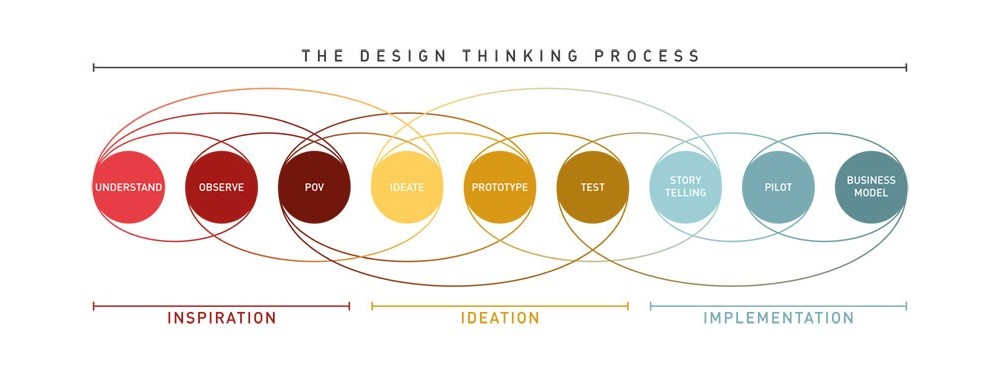 THE DESIGN THINKING PROCESS
UNDERSTAND
OBSERVE
POV
IDEATE
PROTOTYPE
TEST
STORY
TELLING
PILOT
BUSINESS
MODEL
INSPIRATION
IDEATION
IMPLEMENTATION